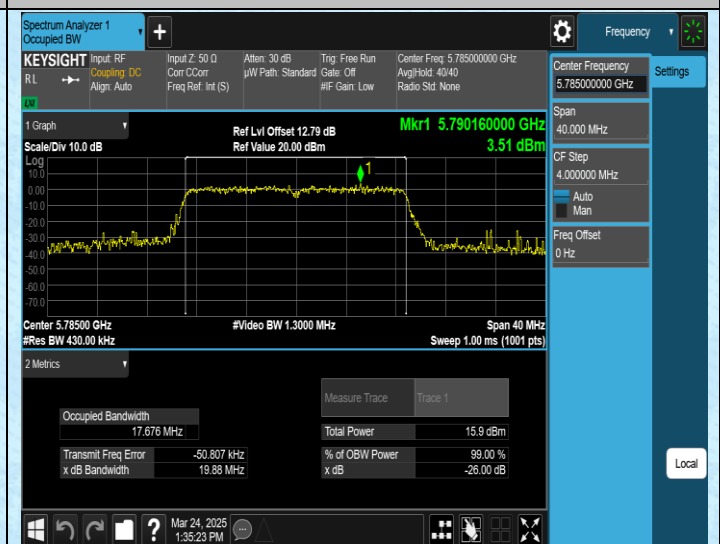 Spectrum Analyzer 1
Occupied BW
+
Frequency
KEYSIGHT
RL
LXI
Input: RF
Coupling: DC
Align: Auto
Input Z: 50 Ω
Corr CCorr
Freq Ref: Int (S)
Atten: 30 dB
µW Path: Standard
Trig: Free Run
Gate: Off
#IF Gain: Low
Center Freq: 5.785000000 GHz
Avg|Hold: 40/40
Radio Std: None
1 Graph
Scale/Div 10.0 dB
Ref Lvl Offset 12.79 dB
Ref Value 20.00 dBm
Mkr1 5.790160000 GHz
3.51 dBm
Log
10.0
0.00
-10.0
-20.0
-30.0
-40.0
-50.0
-60.0
-70.0
1
Center 5.78500 GHz
#Res BW 430.00 kHz
#Video BW 1.3000 MHz
Span 40 MHz
Sweep 1.00 ms (1001 pts)
2 Metrics
Measure Trace
Trace 1
Occupied Bandwidth
17.676 MHz
Total Power
15.9 dBm
Transmit Freq Error
-50.807 kHz
% of OBW Power
99.00 %
x dB Bandwidth
19.88 MHz
x dB
-26.00 dB
Center Frequency
5.785000000 GHz
Settings
Span
40.000 MHz
CF Step
4.000000 MHz
Auto
Man
Freq Offset
0 Hz
Local
?
Mar 24, 2025
1:35:23 PM